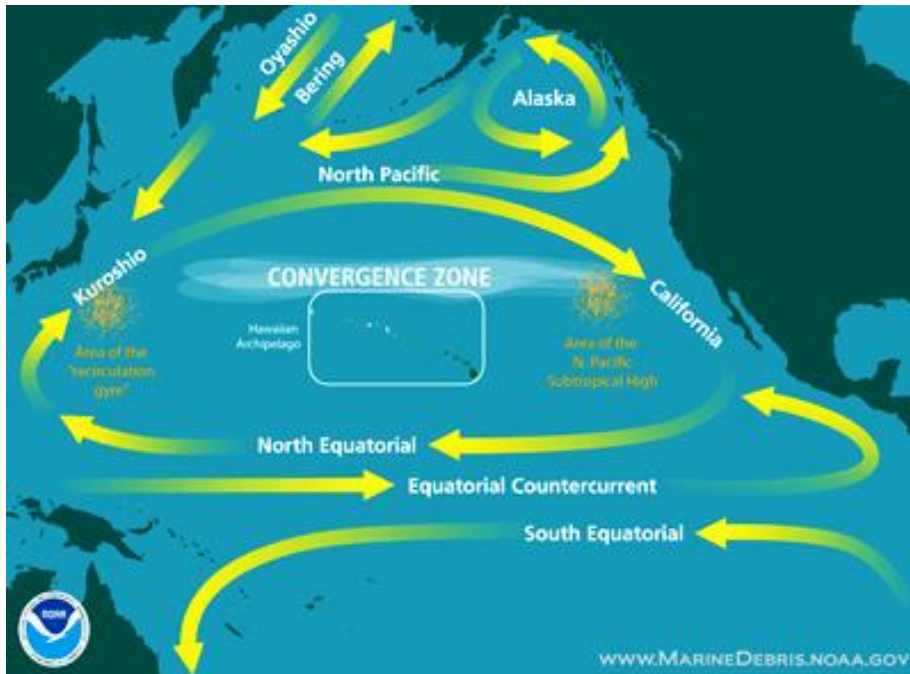 Oyashio
Bering
Alaska
North Pacific
Kuroshio
CONVERGENCE ZONE
California
Hawaiian
Archipelago
Area of the
"recirculation
gyre"
Area of the
N. Pacific
Subtropical High
North Equatorial
Equatorial Countercurrent
South Equatorial
NOAA
WWW.MARINEDEBRIS.NOAA.GOV